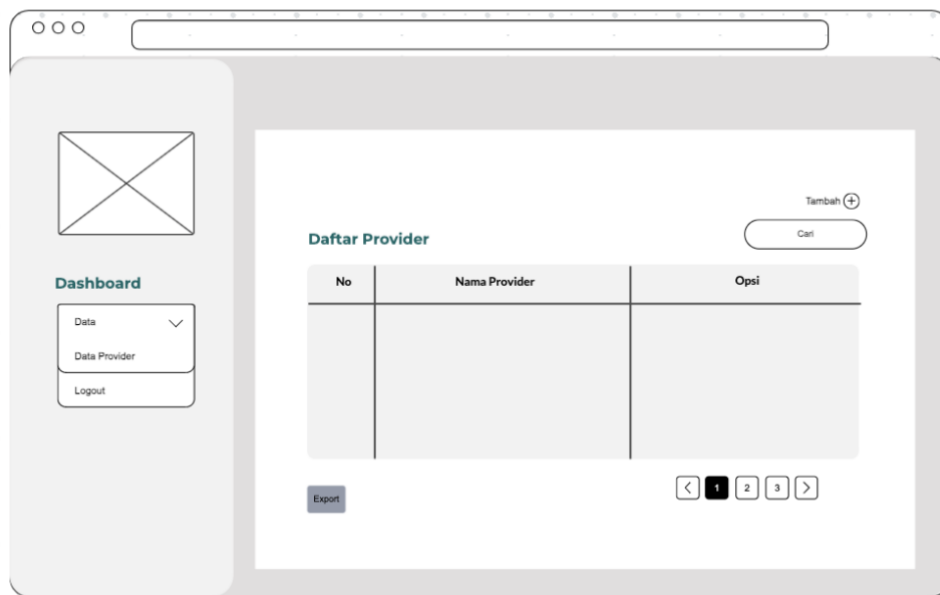 Dashboard
Data
Data Provider
Logout
Tambah
Cari
Daftar Provider
No Nama Provider Opsi
Export
1 2 3